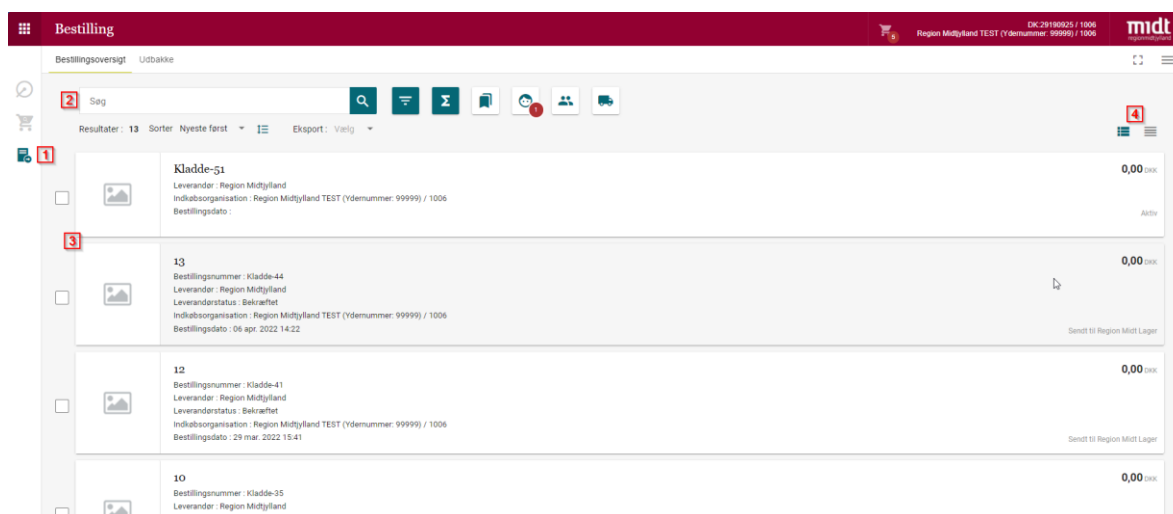 Bestilling
5
DK:29190925 / 1006
Region Midtjylland TEST (Ydernummer: 99999) / 1006
midt
regionmidtjylland
Bestillingsoversigt Udbakke
2
Søg
Σ
1
4
Resultater : 13 Sorter Nyeste først Eksport : Vælg
1
Kladde-51
0,00 DKK
Leverandør : Region Midtjylland
Indkøbsorganisation : Region Midtjylland TEST (Ydernummer: 99999) / 1006
Bestillingsdato :
Aktiv
3
13
0,00 DKK
Bestillingsnummer : Kladde-44
Leverandør : Region Midtjylland
Leverandørstatus : Bekræftet
Indkøbsorganisation : Region Midtjylland TEST (Ydernummer: 99999) / 1006
Bestillingsdato : 06 apr. 2022 14:22
Sendt til Region Midt Lager
12
0,00 DKK
Bestillingsnummer : Kladde-41
Leverandør : Region Midtjylland
Leverandørstatus : Bekræftet
Indkøbsorganisation : Region Midtjylland TEST (Ydernummer: 99999) / 1006
Bestillingsdato : 29 mar. 2022 15:41
Sendt til Region Midt Lager
10
0,00 DKK
Bestillingsnummer : Kladde-35
Leverandør : Region Midtjylland